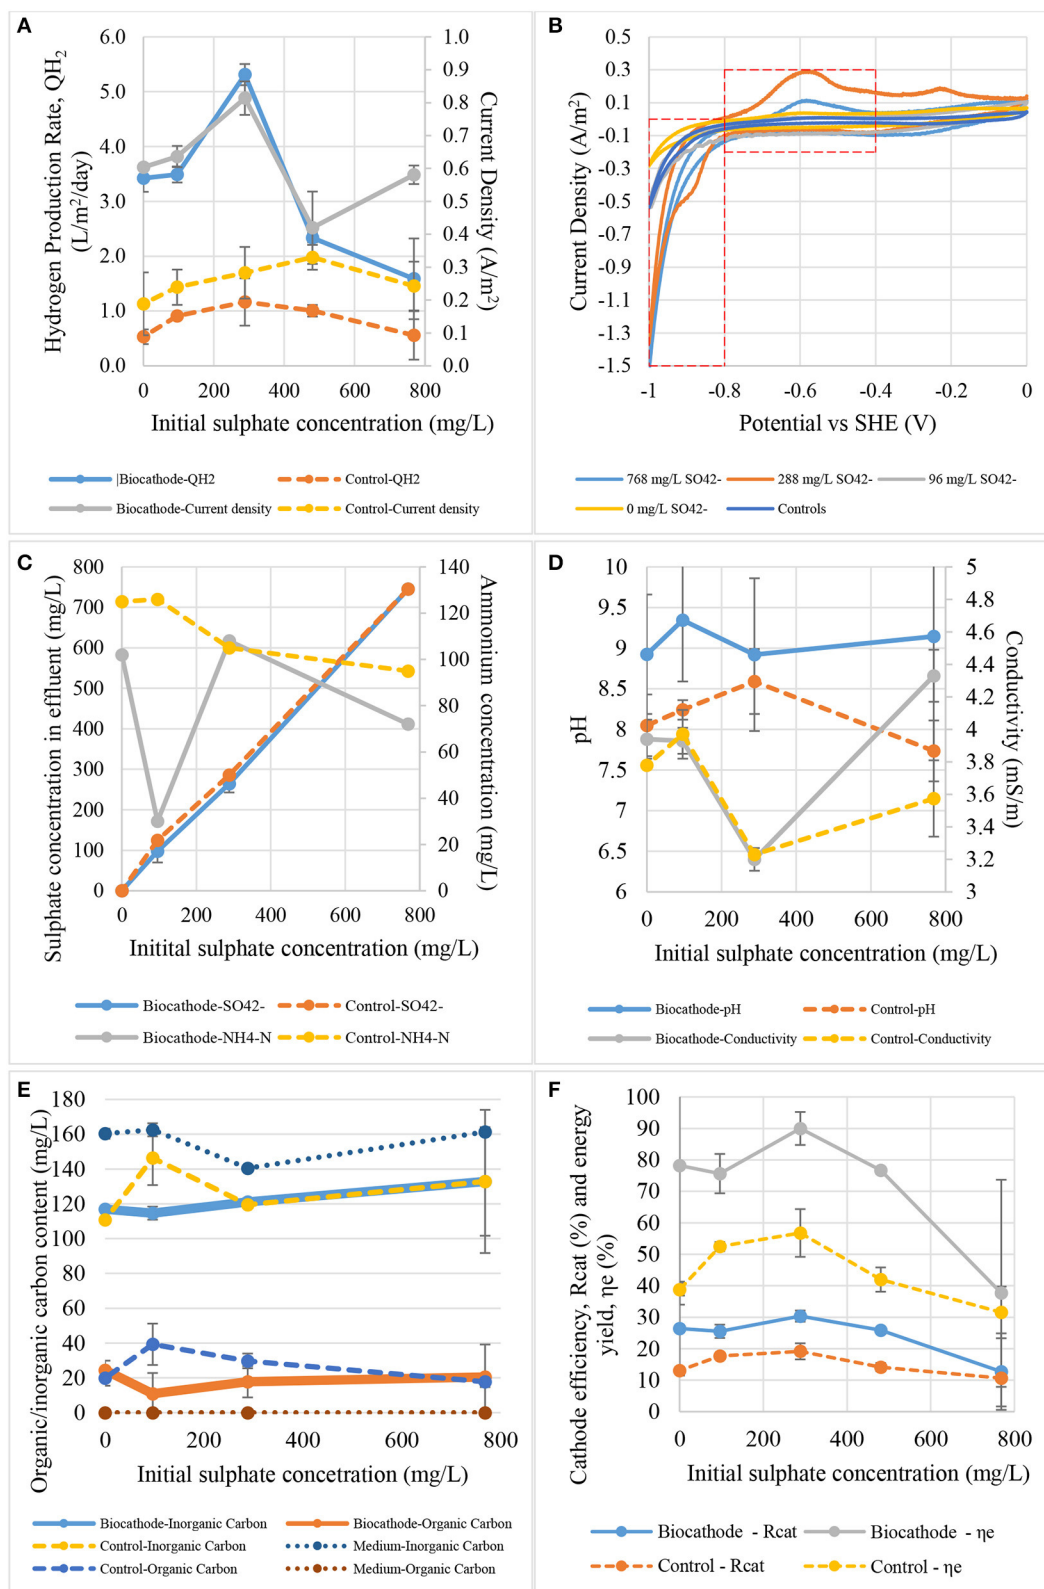 A
6.0
5.0
4.0
3.0
2.0
1.0
0.0
1.0
0.9
0.8
0.7
0.6
0.5
0.4
0.3
0.2
0.1
0.0
Hydrogen Production Rate, QH2
(L/m2/day)
Current Density (A/m2)
0 200 400 600 800
Initial sulphate concentration (mg/L)
|Biocathode-QH2 Control-QH2
Biocathode-Current density Control-Current density
B
0.5
0.3
0.1
-0.1
-0.3
-0.5
-0.7
-0.9
-1.1
-1.3
-1.5
Current Density (A/m2)
-1 -0.8 -0.6 -0.4 -0.2 0
Potential vs SHE (V)
768 mg/L SO42- 288 mg/L SO42- 96 mg/L SO42-
0 mg/L SO42- Controls
C
800
700
600
500
400
300
200
100
0
140
120
100
80
60
40
20
0
Sulphate concentration in effluent (mg/L)
Ammonium concentration (mg/L)
0 200 400 600 800
Initital sulphate concentration (mg/L)
Biocathode-SO42- Control-SO42-
Biocathode-NH4-N Control-NH4-N
D
10
9.5
9
8.5
8
7.5
7
6.5
6
5
4.8
4.6
4.4
4.2
4
3.8
3.6
3.4
3.2
3
pH
Conductivity (mS/m)
0 200 400 600 800
Initial sulphate concentration (mg/L)
Biocathode-pH Control-pH
Biocathode-Conductivity Control-Conductivity
E
180
160
140
120
100
80
60
40
20
0
Organic/inorganic carbon content (mg/L)
0 200 400 600 800
Initial sulphate concetration (mg/L)
Biocathode-Inorganic Carbon Biocathode-Organic Carbon
Control-Inorganic Carbon Medium-Inorganic Carbon
Control-Organic Carbon Medium-Organic Carbon
F
100
90
80
70
60
50
40
30
20
10
0
Cathode efficiency, Rcat (%) and energy
yield, ηe (%)
0 200 400 600 800
Initial sulphate concentration (mg/L)
Biocathode - Rcat Biocathode - ηe
Control - Rcat Control - ηe